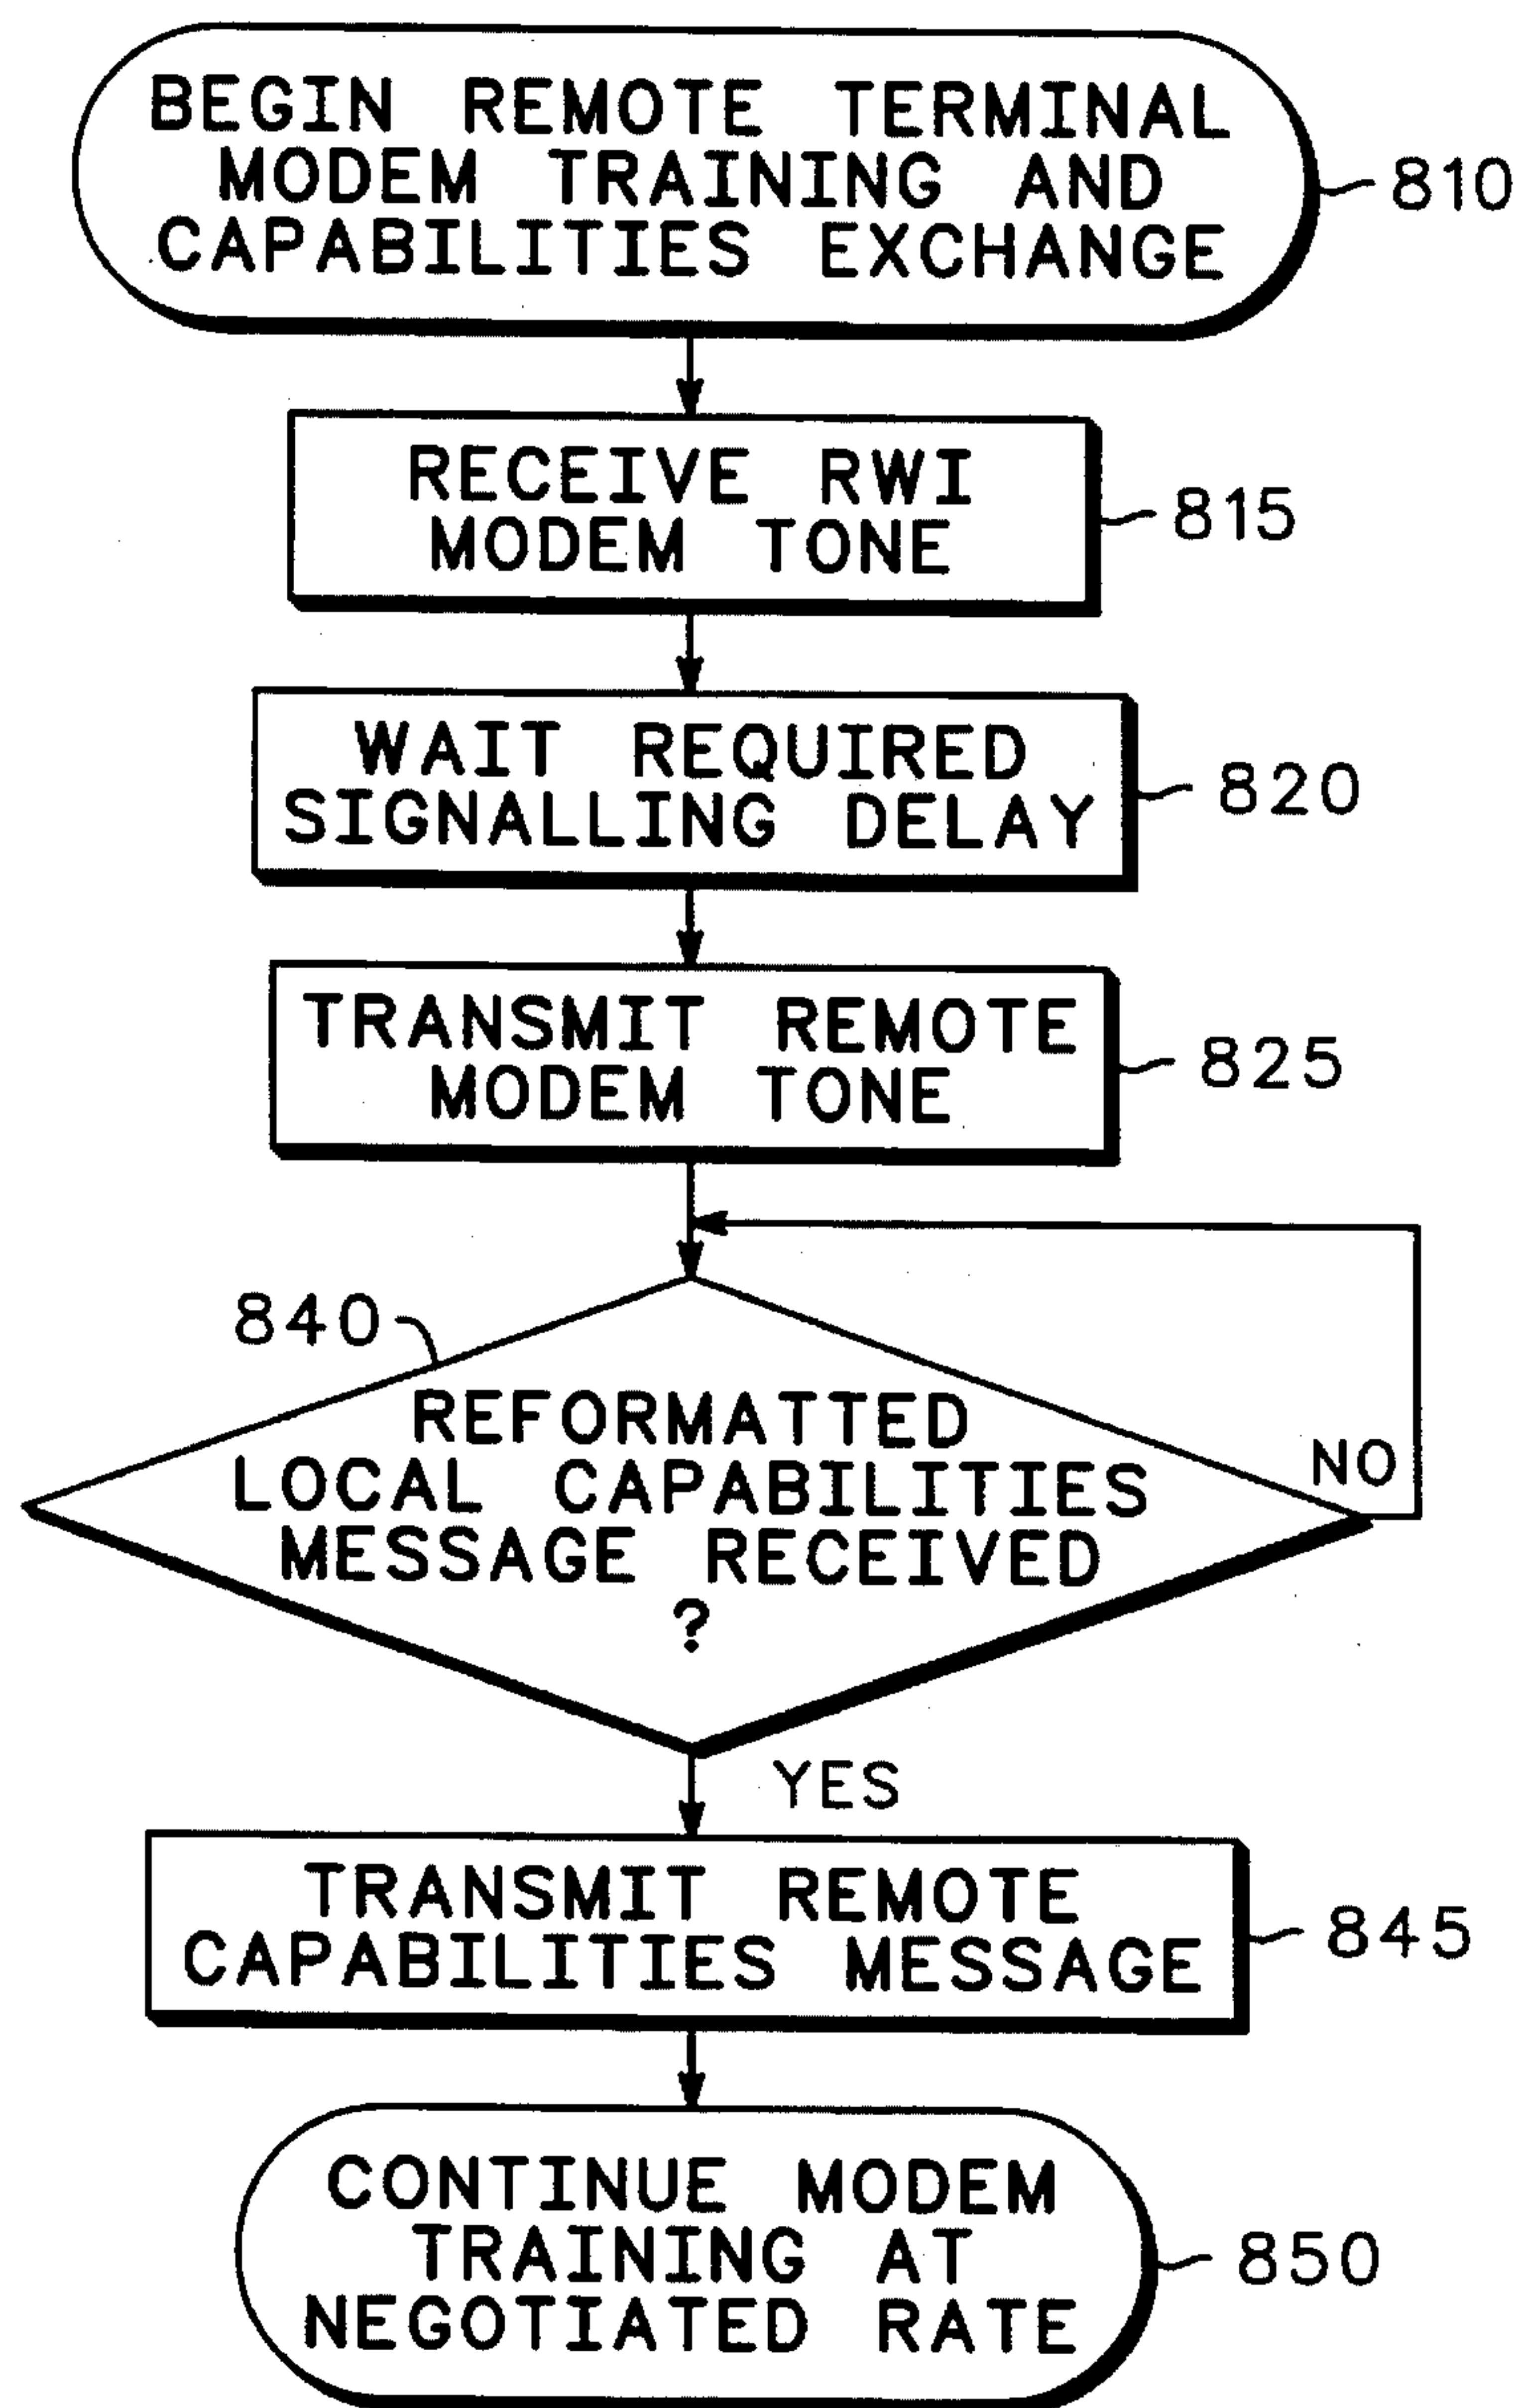 BEGIN REMOTE TERMINAL
MODEM TRAINING AND
CAPABILITIES EXCHANGE
810
RECEIVE RWI
MODEM TONE
815
WAIT REQUIRED
SIGNALLING DELAY
820
TRANSMIT REMOTE
MODEM TONE
825
840
REFORMATTED
LOCAL CAPABILITIES
MESSAGE RECEIVED
?
NO
YES
TRANSMIT REMOTE
CAPABILITIES MESSAGE
845
CONTINUE MODEM
TRAINING AT
NEGOTIATED RATE
850